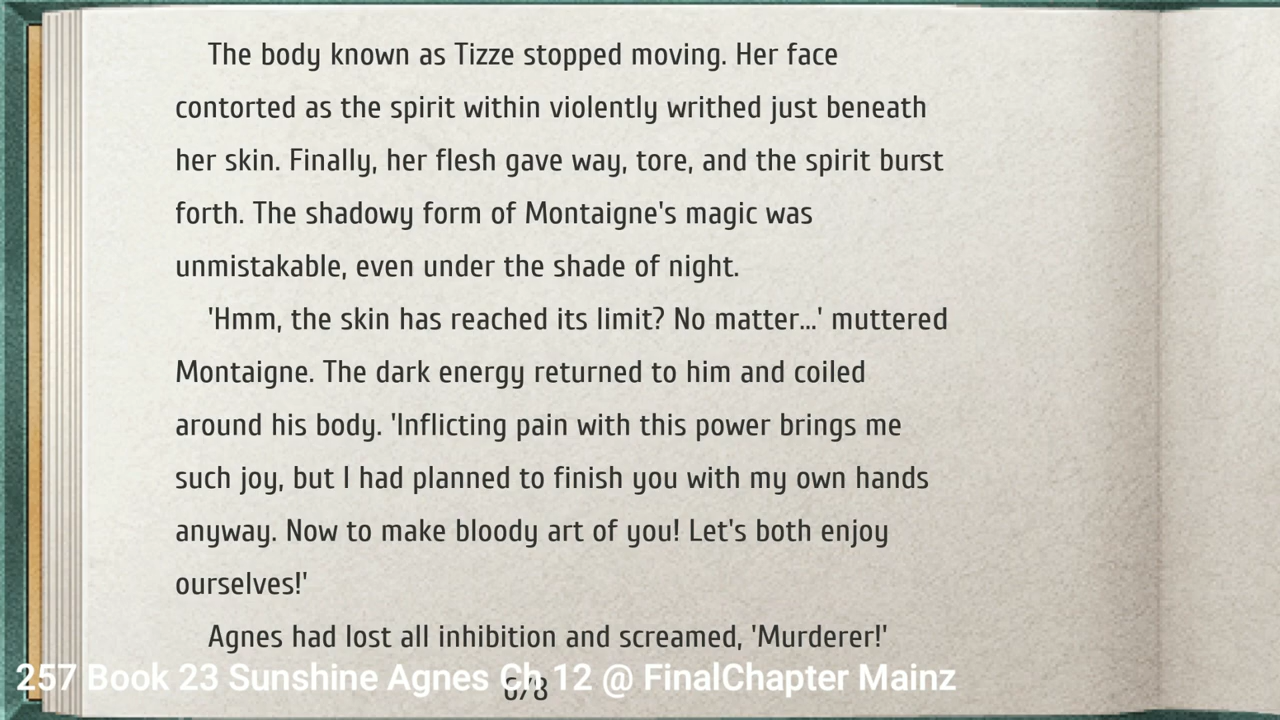 The body known as Tizze stopped moving. Her face
contorted as the spirit within violently writhed just beneath
her skin. Finally, her flesh gave way, tore, and the spirit burst
forth. The shadowy form of Montaigne's magic was
unmistakable, even under the shade of night.
'Hmm, the skin has reached its limit? No matter...' muttered
Montaigne. The dark energy returned to him and coiled
around his body. 'Inflicting pain with this power brings me
such joy, but I had planned to finish you with my own hands
anyway. Now to make bloody art of you! Let's both enjoy
ourselves!'
Agnes had lost all inhibition and screamed, 'Murderer!'
257 Book 23 Sunshine Agnes Ch 12 @ FinalChapter Mainz
6/8